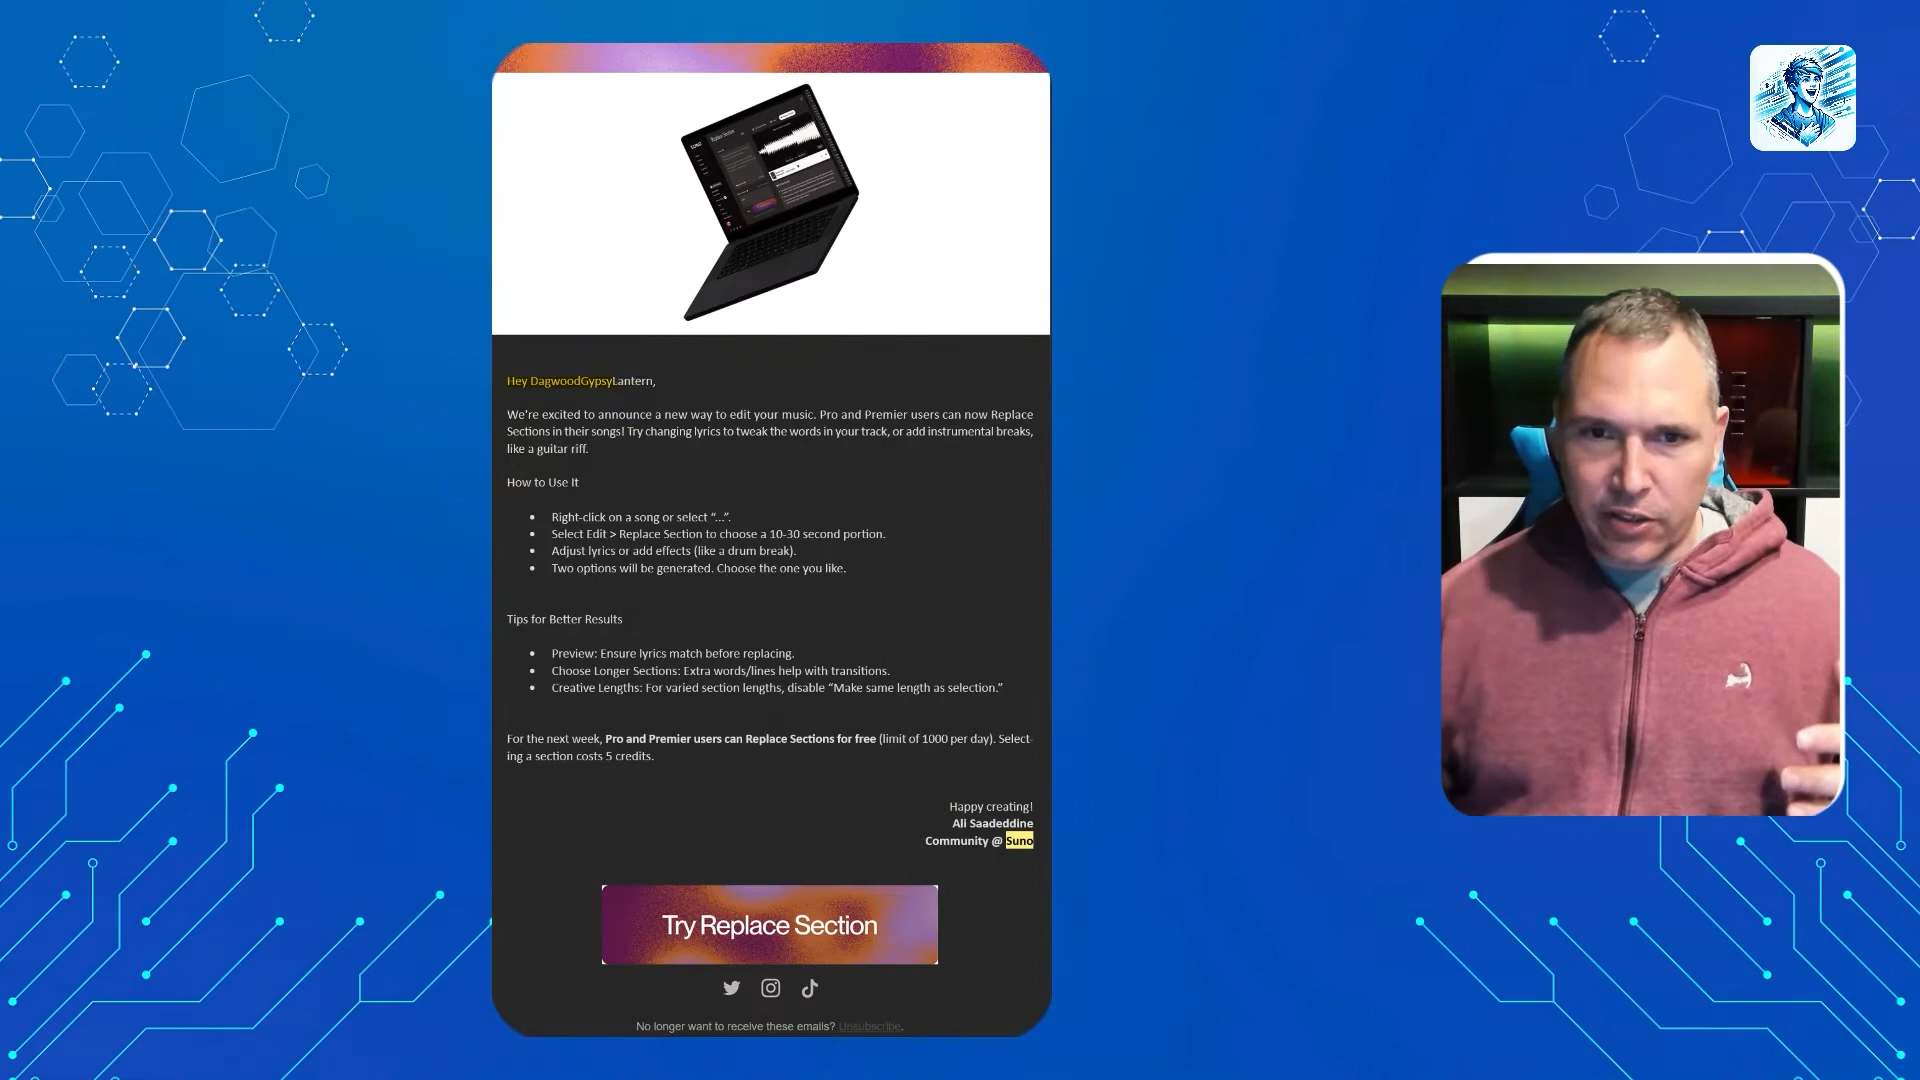 Hey DagwoodGypsyLantern,
We're excited to announce a new way to edit your music. Pro and Premier users can now Replace
Sections in their songs! Try changing lyrics to tweak the words in your track, or add instrumental breaks,
like a guitar riff.
How to Use It
• Right-click on a song or select “...”.
• Select Edit > Replace Section to choose a 10-30 second portion.
• Adjust lyrics or add effects (like a drum break).
• Two options will be generated. Choose the one you like.
Tips for Better Results
• Preview: Ensure lyrics match before replacing.
• Choose Longer Sections: Extra words/lines help with transitions.
• Creative Lengths: For varied section lengths, disable “Make same length as selection.”
For the next week, Pro and Premier users can Replace Sections for free (limit of 1000 per day). Select-
ing a section costs 5 credits.
Happy creating!
Ali Saadeddine
Community @ Suno
Try Replace Section
No longer want to receive these emails? Unsubscribe.